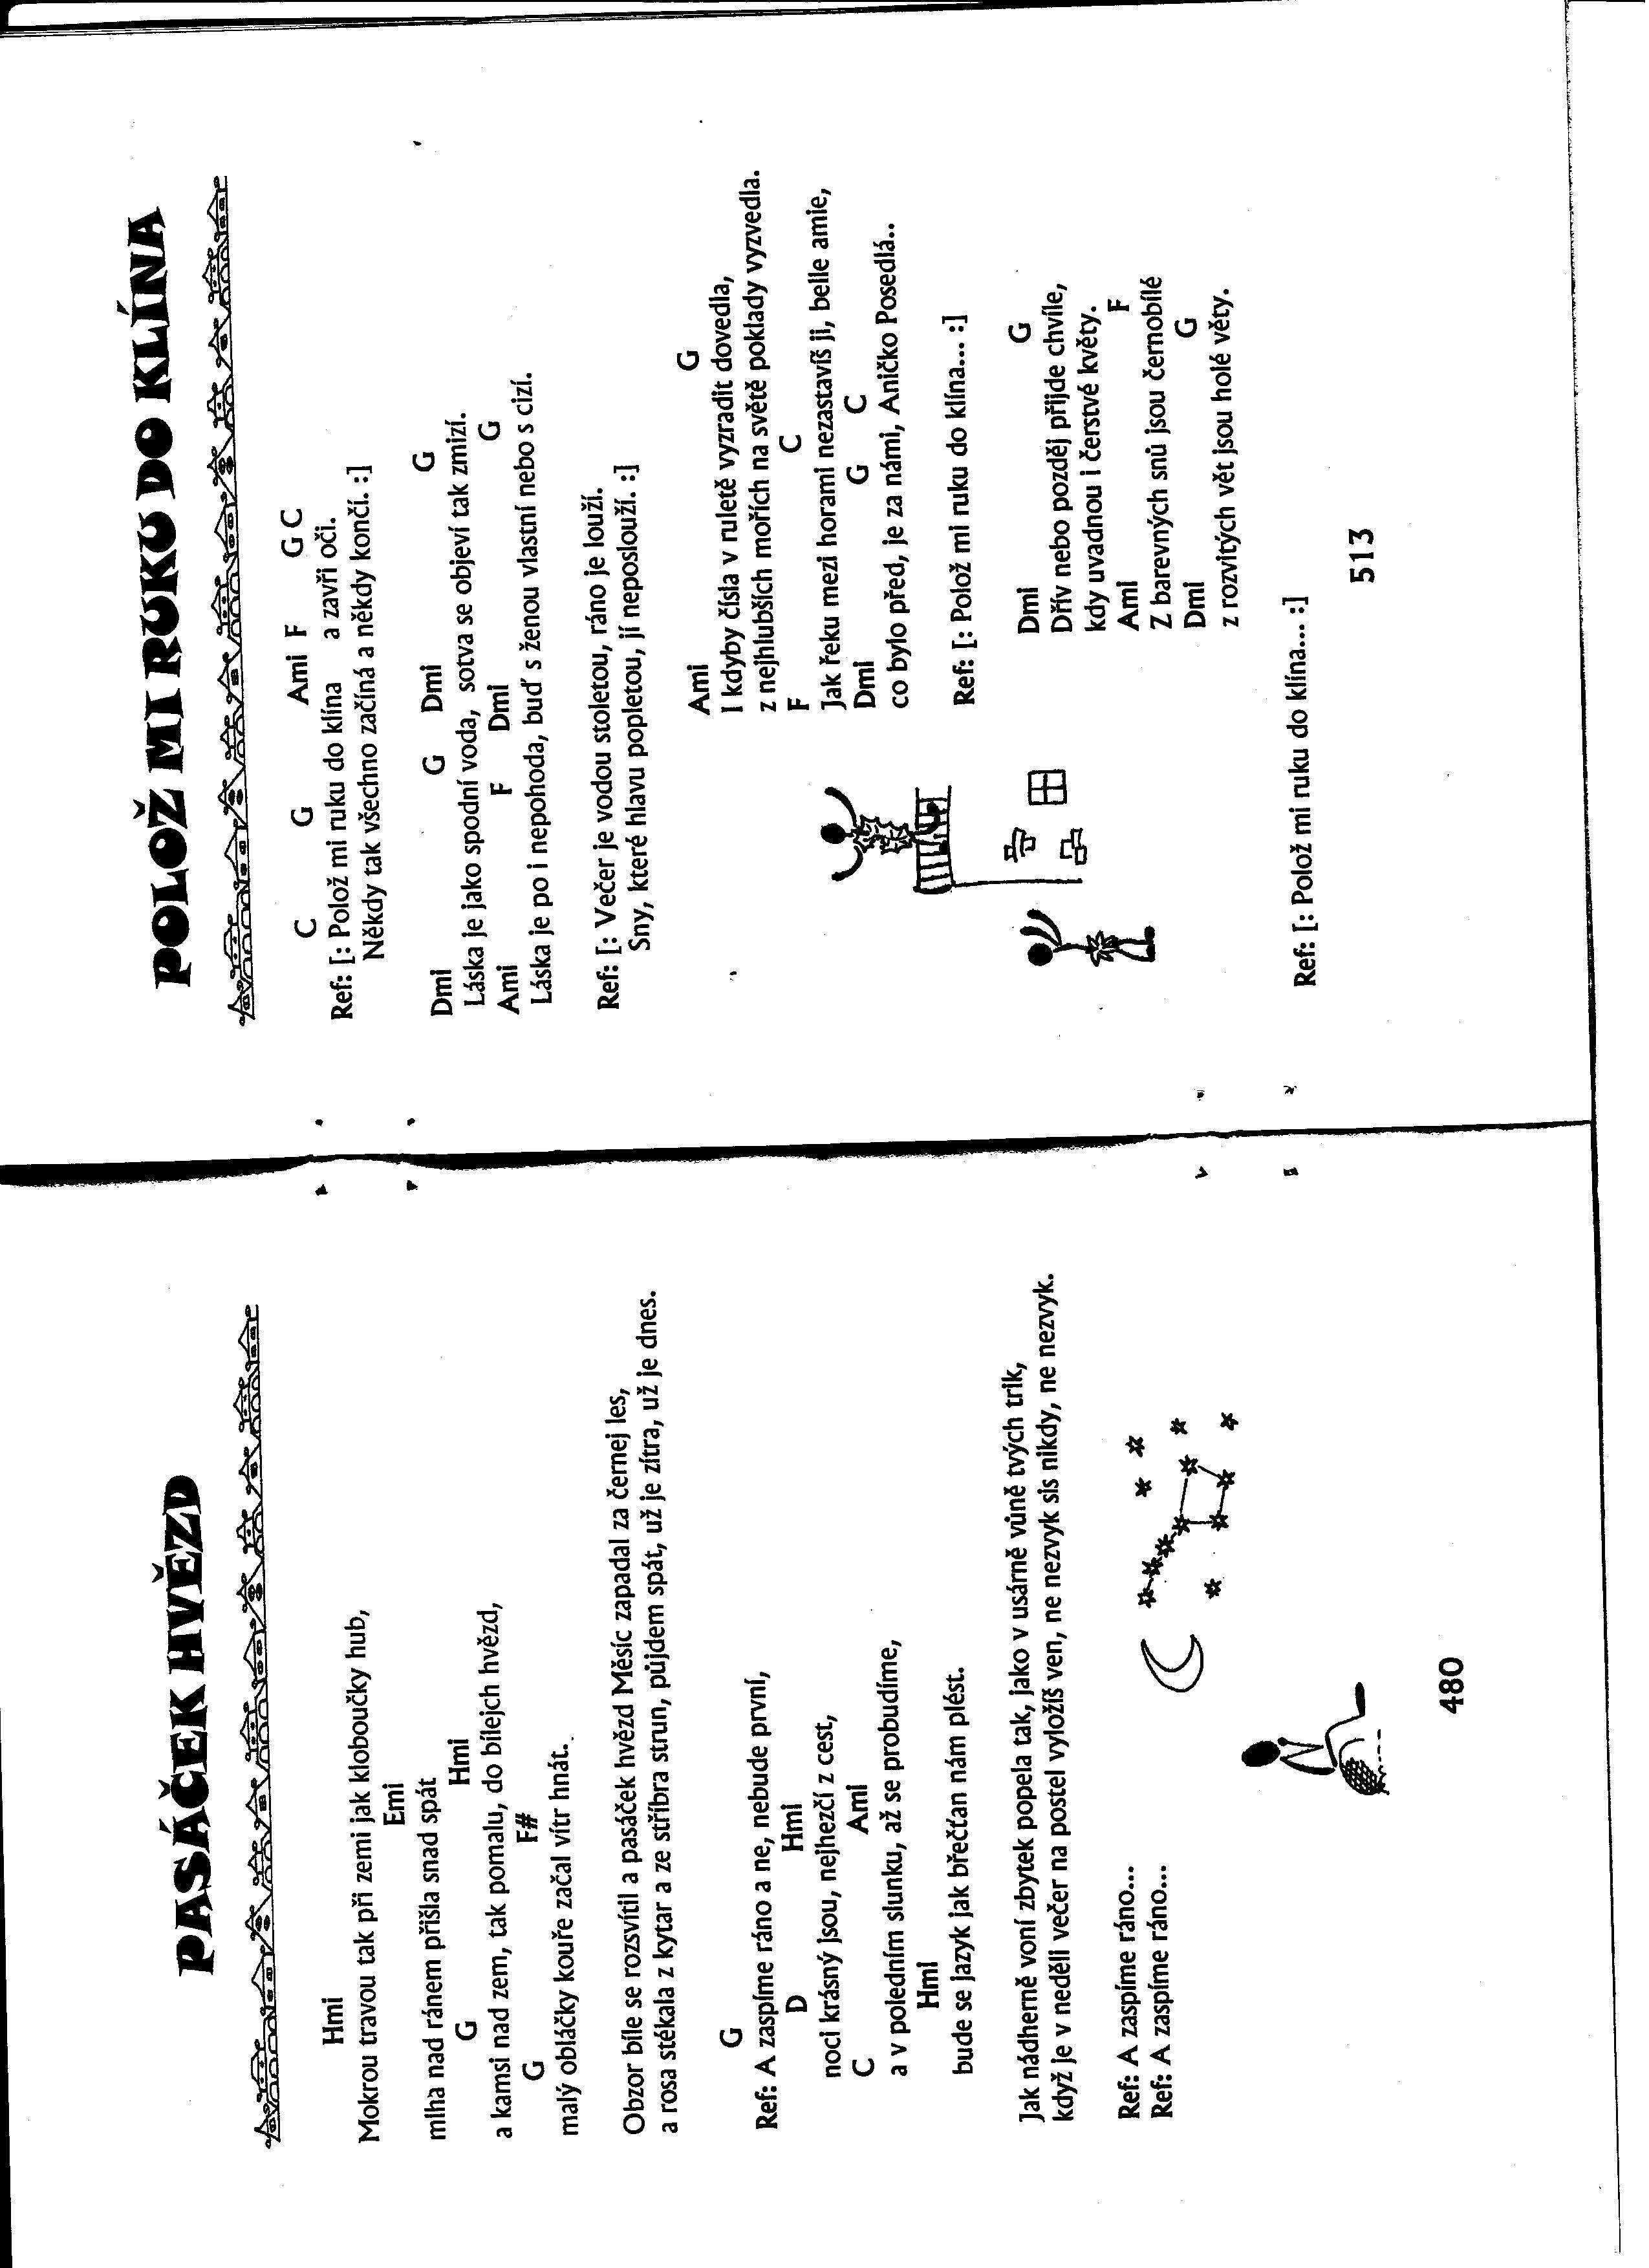 PASÁČEK HVĚZD
Hmi
Mokrou travou tak při zemi jak kloboučky hub,
Emi
mlha nad ránem přišla snad spát
G Hmi
a kamsi nad zem, tak pomalu, do bílejch hvězd,
G F#
malý obláčky kouře začal vítr hnát.
Obzor bíle se rozsvítil a pasáček hvězd Měsíc zapadal za černej les,
a rosa stékala z kytar a ze stříbra strun, půjdem spát, už je zítra, už je dnes.
G
Ref: A zaspíme ráno a ne, nebude první,
D Hmi
noci krásný jsou, nejhezčí z cest,
C Ami
a v poledním slunku, až se probudíme,
Hmi
bude se jazyk jak břečťan nám plést.
Jak nádherně voní zbytek popela tak, jako v usárně vůně tvých trik,
když je v neděli večer na postel vyložíš ven, ne nezvyk sis nikdy, ne nezvyk.
Ref: A zaspíme ráno...
Ref: A zaspíme ráno...
480
POLOŽ MI RUKU DO KLÍNA
C G Ami F G C
Ref: [: Polož mi ruku do klína a zavři oči.
Někdy tak všechno začíná a někdy končí. :]
Dmi G Dmi G
Láska je jako spodní voda, sotva se objeví tak zmizí.
Ami F Dmi G
Láska je po i nepohoda, buď s ženou vlastní nebo s cizí.
Ref: [: Večer je vodou stoletou, ráno je louží.
Sny, které hlavu popletou, jí neposlouží. :]
Ami G
I kdyby čísla v ruletě vyzradit dovedla,
z nejhlubších mořích na světě poklady vyzvedla.
F C
Jak řeku mezi horami nezastavíš ji, belle amie,
Dmi G C
co bylo před, je za námi, Aničko Posedlá..
Ref: [: Polož mi ruku do klína... :]
Dmi G
Dřív nebo později přijde chvíle,
kdy uvadnou i čerstvé květy.
Ami F
Z barevných snů jsou černobílé
Dmi G
z rozvitých vět jsou holé věty.
Ref: [: Polož mi ruku do klína... :]
513